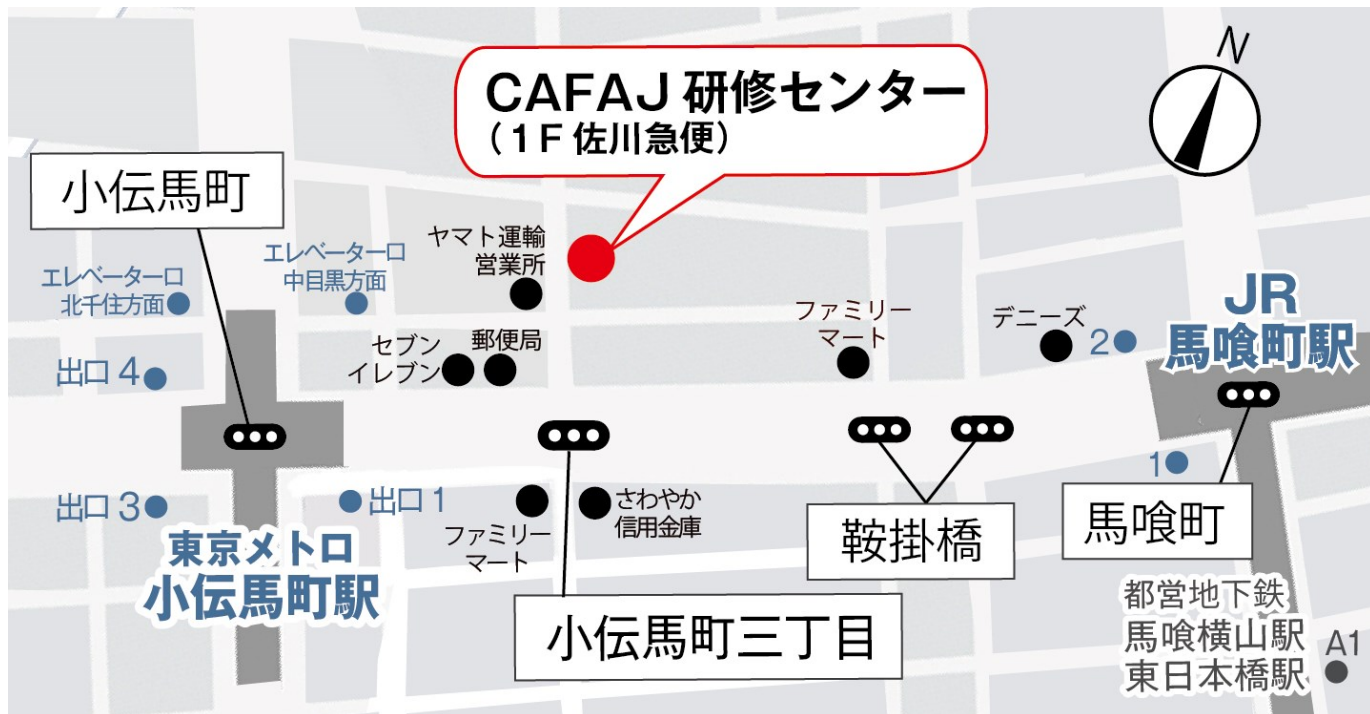 N
CAFAJ 研修センター
（1F 佐川急便）
小伝馬町
ヤマト運輸
営業所
エレベーター口
中目黒方面
エレベーター口
北千住方面
JR
馬喰町駅
ファミリー
マート
デニーズ
2
セブン
イレブン
郵便局
出口 4
出口 3
出口 1
1
さわやか
信用金庫
ファミリー
マート
鞍掛橋
馬喰町
東京メトロ
小伝馬町駅
小伝馬町三丁目
都営地下鉄
馬喰横山駅
東日本橋駅
A1